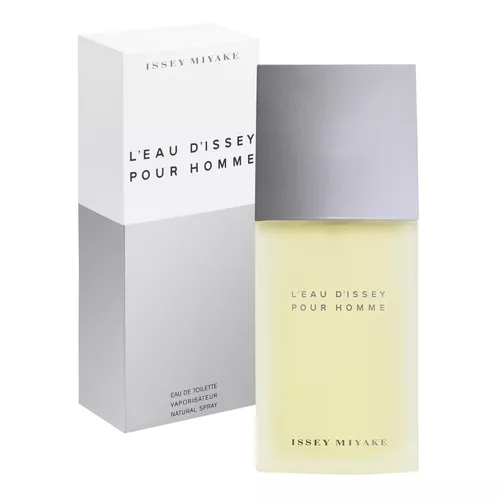 ISSEY MIYAKE
L'EAU D'ISSEY
POUR HOMME
EAU DE TOILETTE
VAPORISATEUR
NATURAL SPRAY
L'EAU D'ISSEY
POUR HOMME
ISSEY MIYAKE